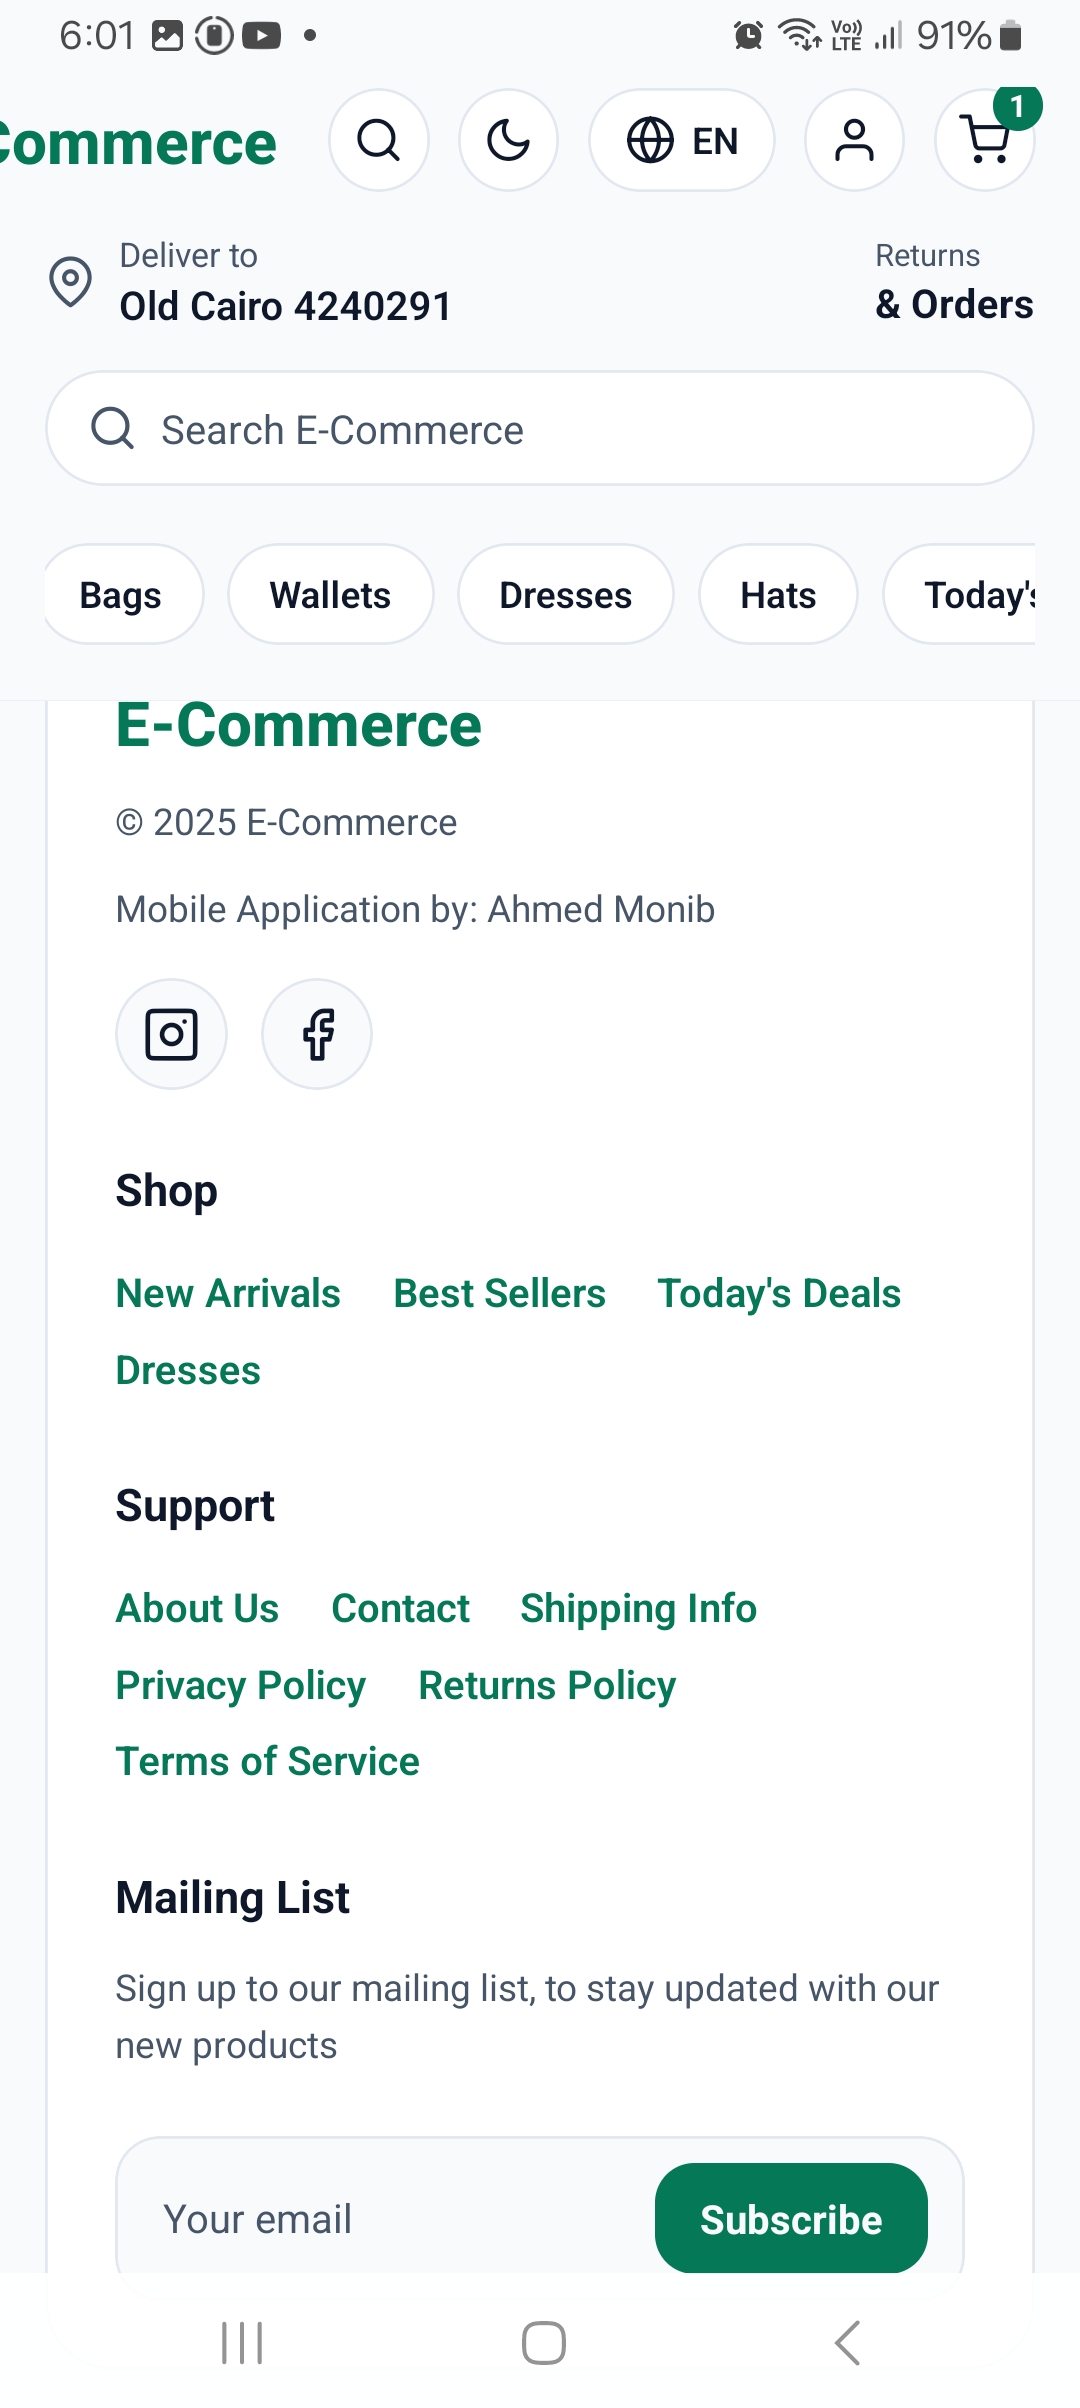 6:01 Vo)) LTE 91%
Commerce EN 1
Deliver to
Old Cairo 4240291
Returns
& Orders
Search E-Commerce
Bags Wallets Dresses Hats Today's
E-Commerce
© 2025 E-Commerce
Mobile Application by: Ahmed Monib
Shop
New Arrivals Best Sellers Today's Deals
Dresses
Support
About Us Contact Shipping Info
Privacy Policy Returns Policy
Terms of Service
Mailing List
Sign up to our mailing list, to stay updated with our
new products
Your email Subscribe